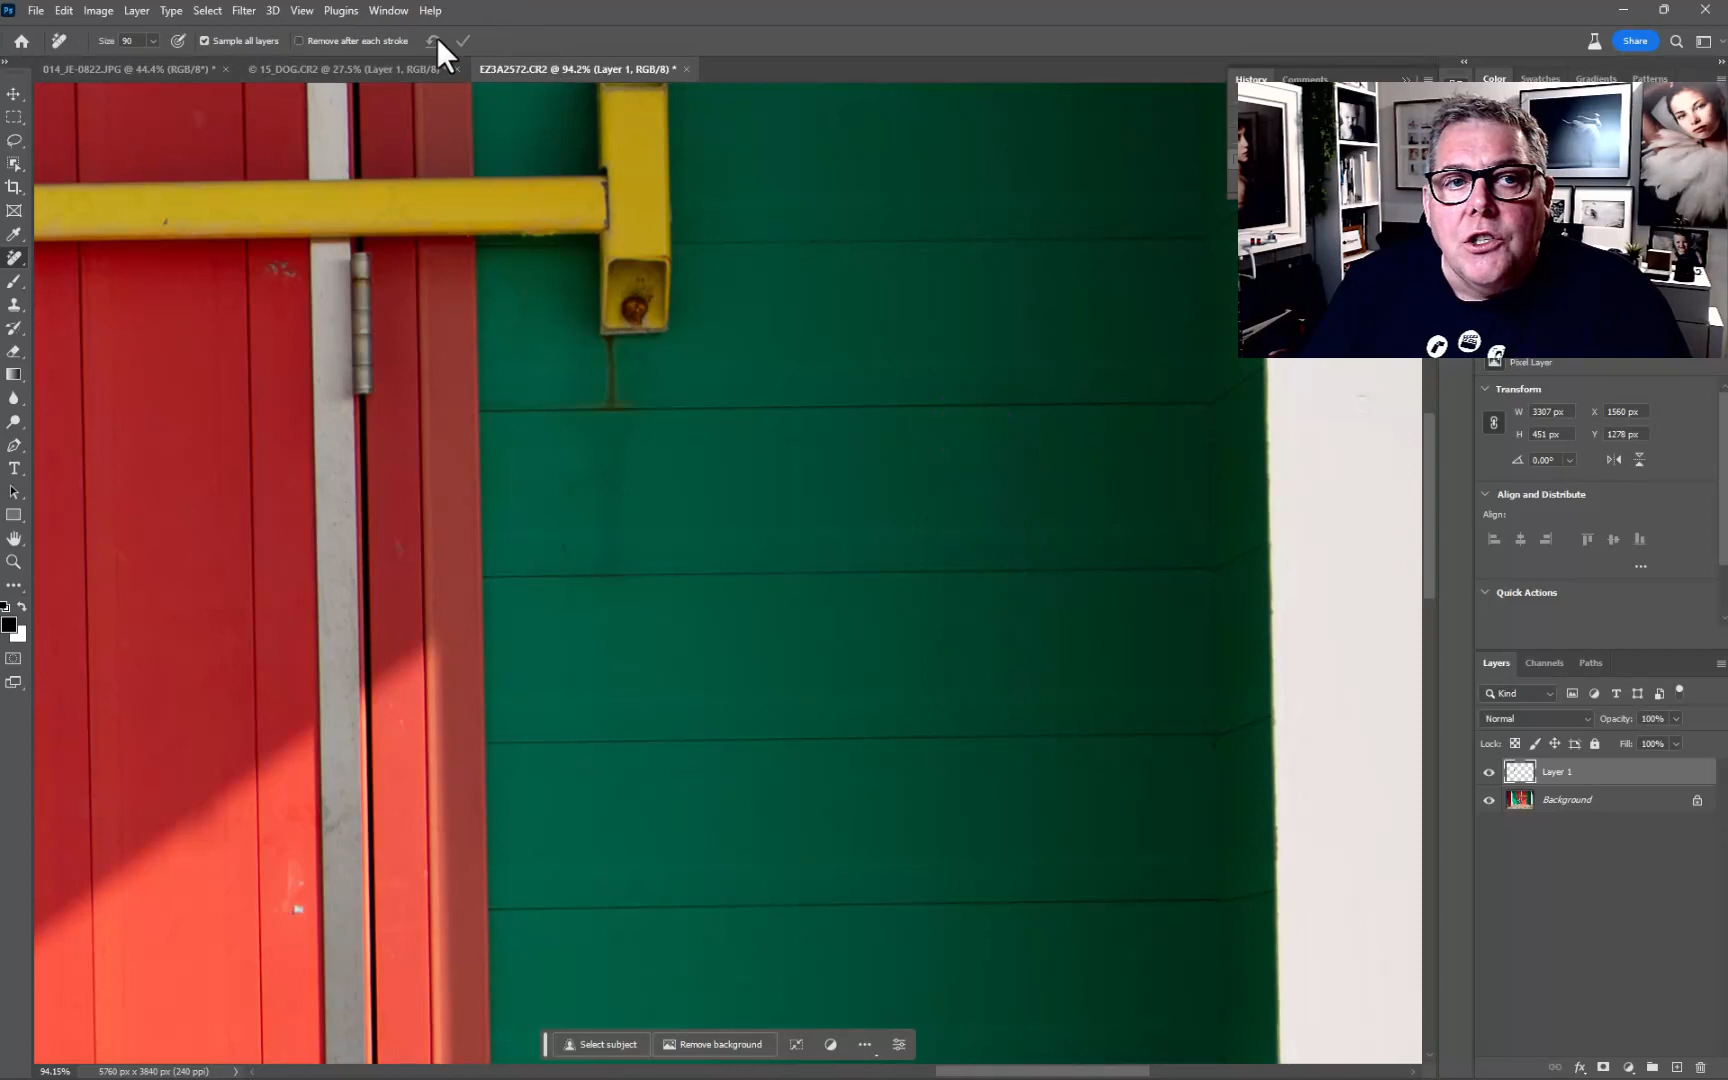 Ps File Edit Image Layer Type Select Filter 3D View Plugins Window Help
Size 90 Sample all layers Remove after each stroke Share
014_JE-0822.JPG @ 44.4% (RGB/8*) * × © 15_DOG.CR2 @ 27.5% (Layer 1, RGB/8) EZ3A2572.CR2 @ 94.2% (Layer 1, RGB/8) * ×
History Comments Color Swatches Gradients Patterns
Pixel Layer
Transform
W 3307 px X 1560 px
H 451 px Y 1278 px
0.00°
Align and Distribute
Align:
Quick Actions
Layers Channels Paths
Kind
Normal Opacity: 100%
Lock: Fill: 100%
Layer 1
Background
Select subject Remove background
94.15% 5760 px x 3840 px (240 ppi)